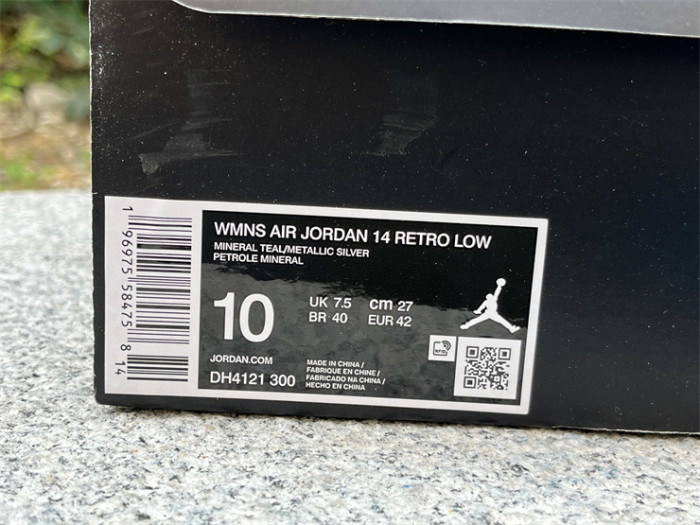 WMNS AIR JORDAN 14 RETRO LOW
MINERAL TEAL/METALLIC SILVER
PETROLE MINERAL
10
UK 7.5 cm 27
BR 40 EUR 42
JORDAN.COM
DH4121 300
MADE IN CHINA /
FABRIQUE EN CHINE /
FABRICADO NA CHINA /
HECHO EN CHINA
RFID
1 96975 58475 8 14